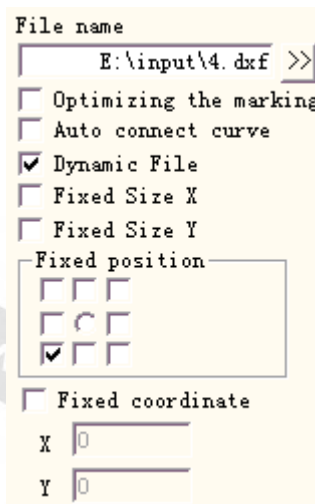 File name
E:\input\4.dxf >>
Optimizing the marking
Auto connect curve
Dynamic File
Fixed Size X
Fixed Size Y
Fixed position
Fixed coordinate
X 0
Y 0